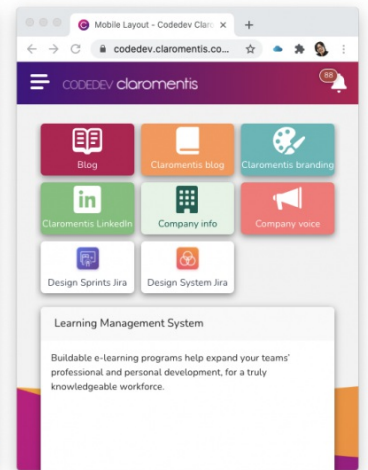 Mobile Layout - Codedev Clar
codedev.claromentis.co...
CODEDEV claromentis
88
Blog
Claromentis blog
Claromentis branding
in
Claromentis LinkedIn
Company info
Company voice
Design Sprints Jira
Design System Jira
Learning Management System
Buildable e-learning programs help expand your teams'
professional and personal development, for a truly
knowledgeable workforce.